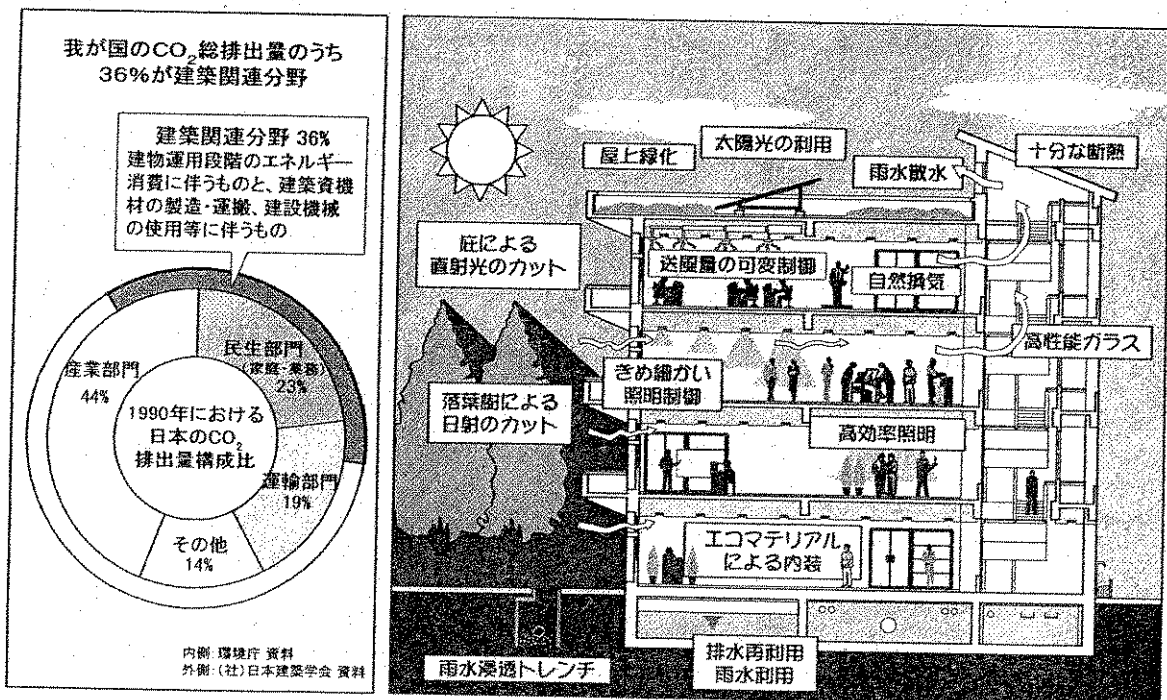 我が国のCO2総排出量のうち
36%が建築関連分野
建築関連分野 36%
建物運用段階のエネルギー
消費に伴うものと、建築資機
材の製造・運搬、建設機械
の使用等に伴うもの
民生部門
(家庭・業務)
23%
産業部門
44%
1990年における
日本のCO2
排出量構成比
運輸部門
19%
その他
14%
内側:環境庁 資料
外側:(社)日本建築学会 資料
屋上緑化
太陽光の利用
雨水散水
十分な断熱
庇による
直射光のカット
送風量の可変制御
自然換気
高性能ガラス
きめ細かい
照明制御
落葉樹による
日射のカット
高効率照明
エコマテリアル
による内装
雨水浸透トレンチ
排水再利用
雨水利用